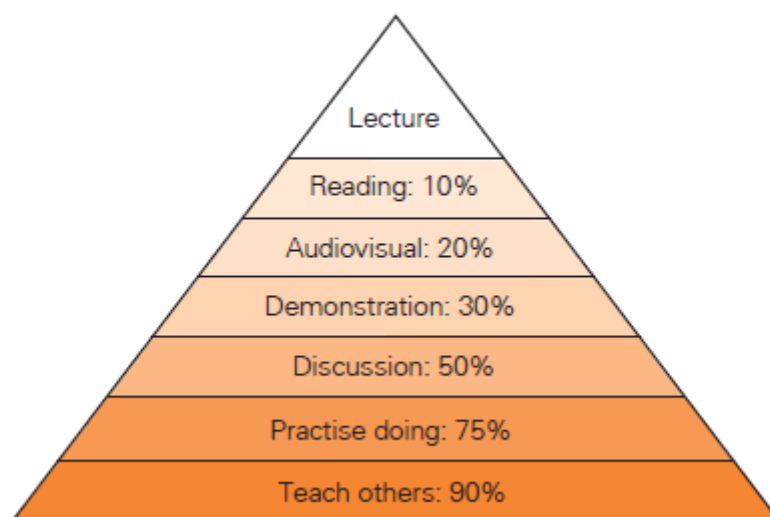 Lecture
Reading: 10%
Audiovisual: 20%
Demonstration: 30%
Discussion: 50%
Practise doing: 75%
Teach others: 90%